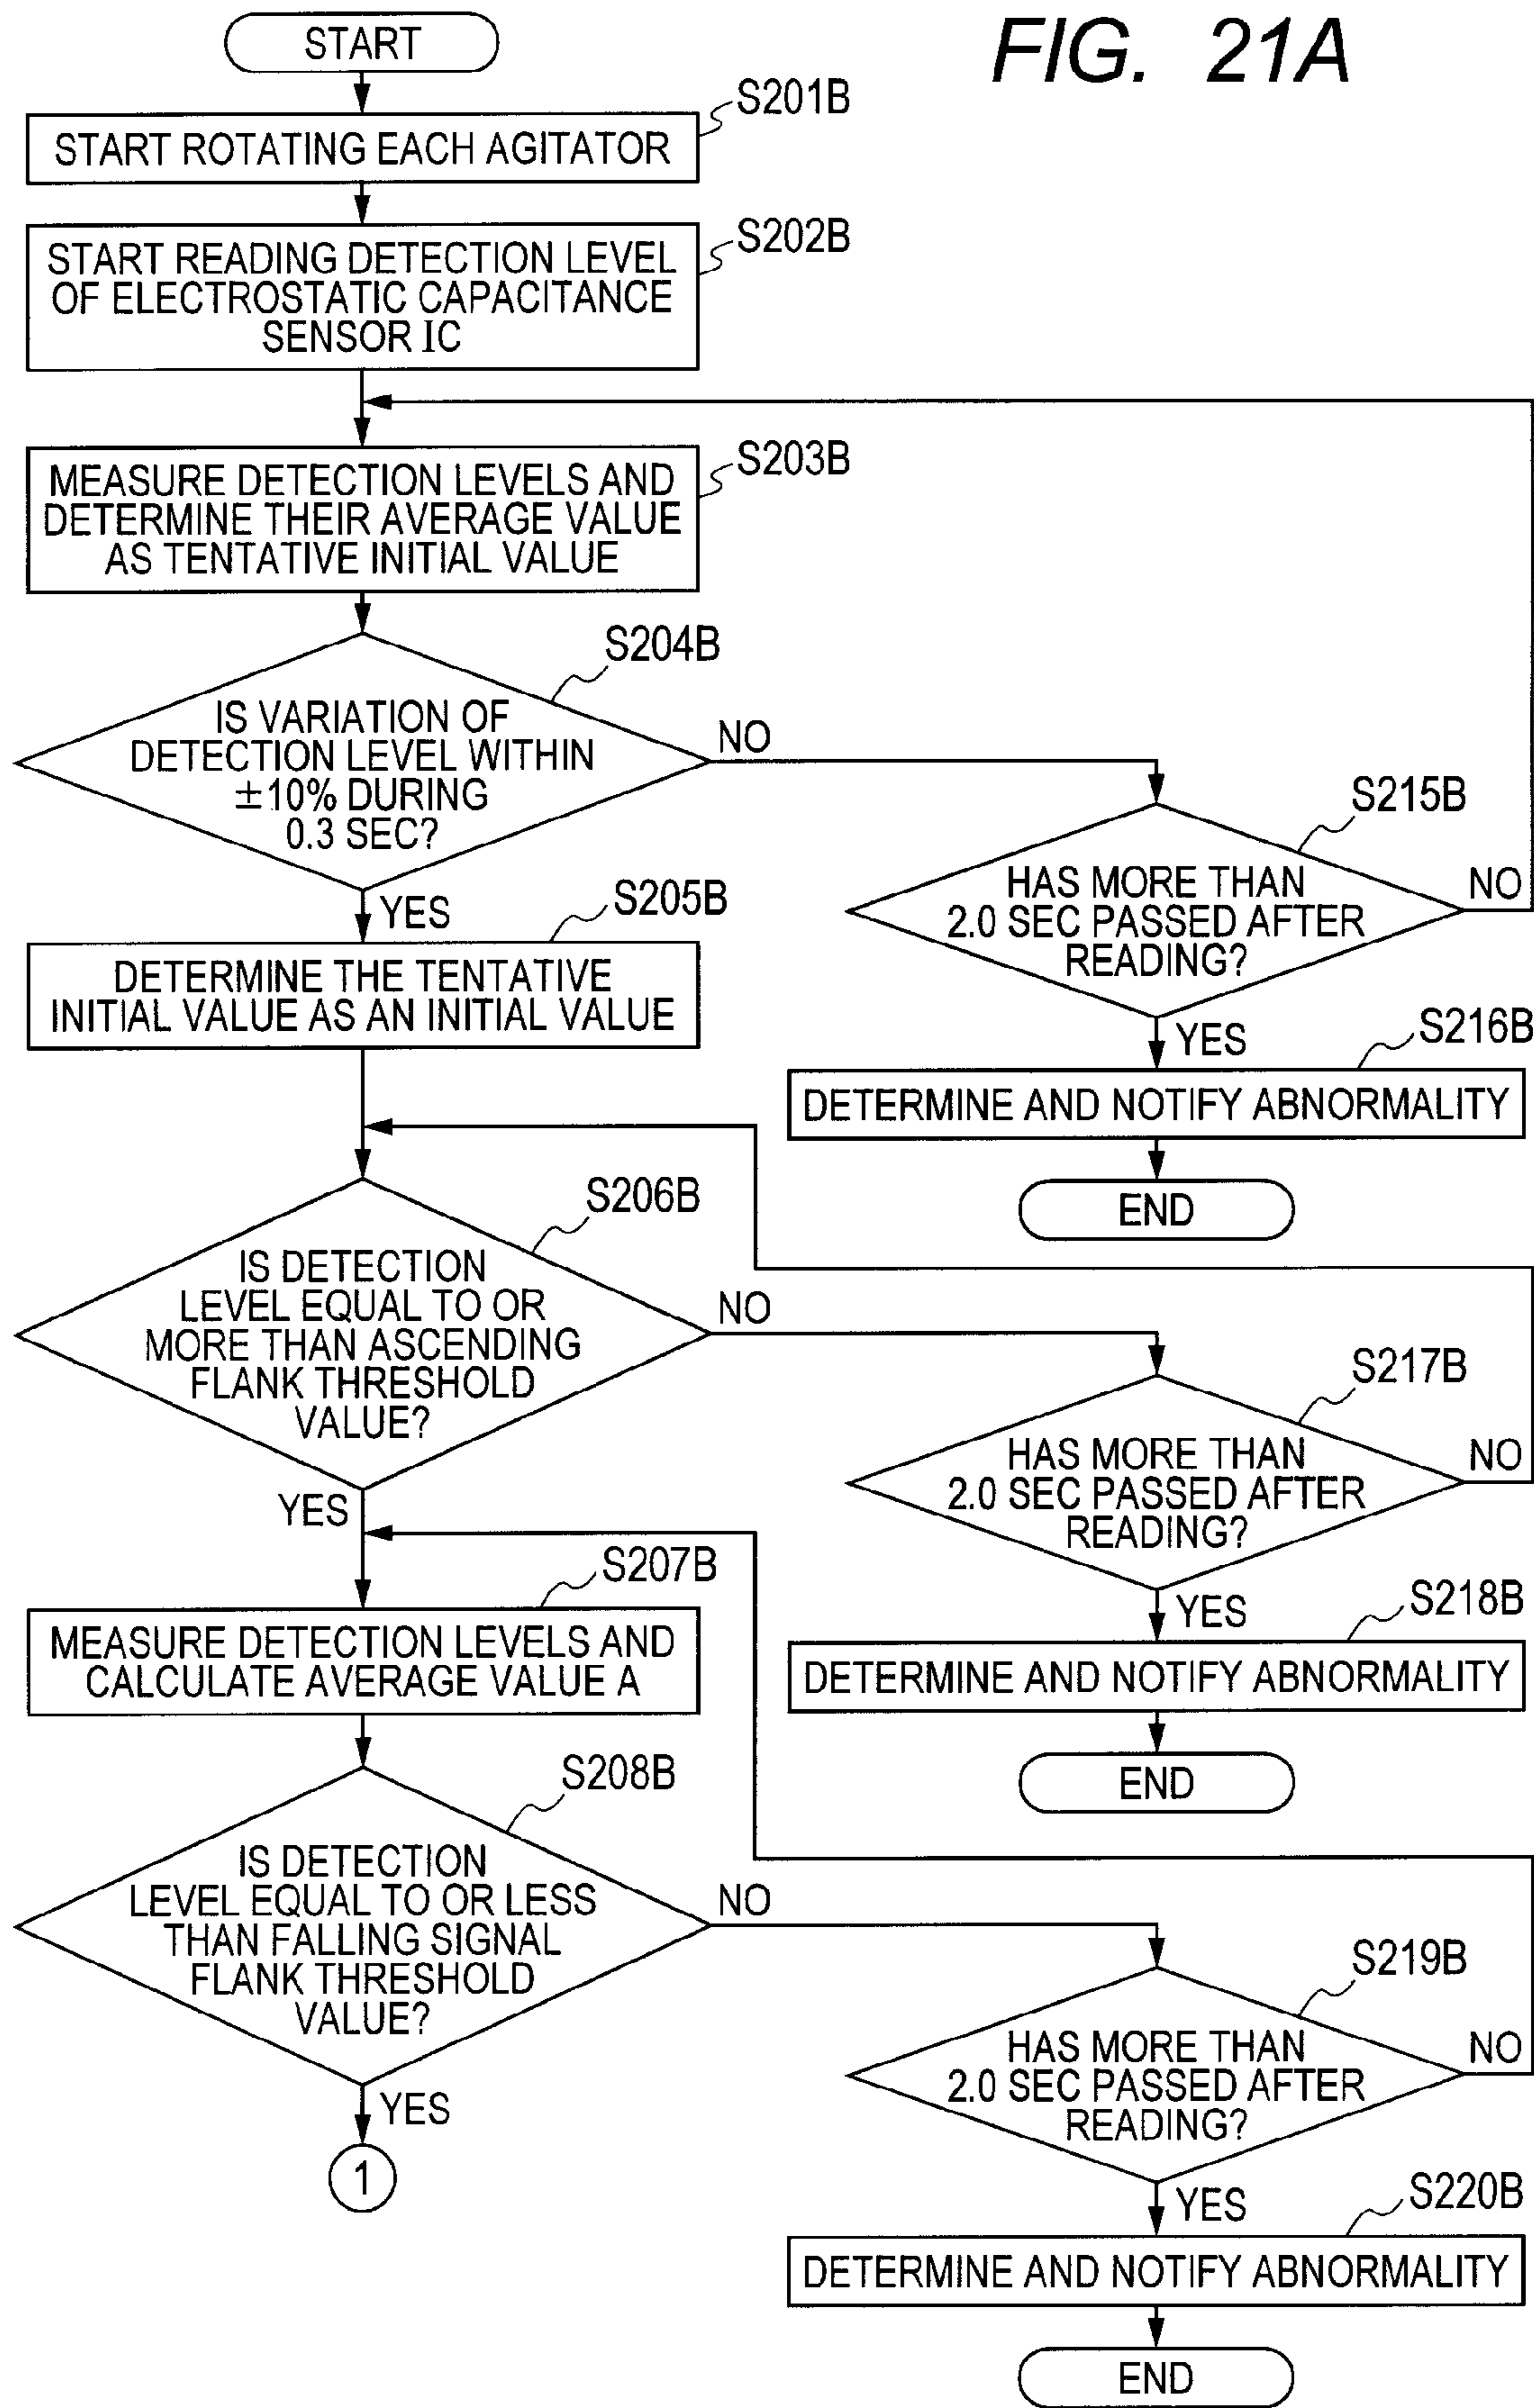 FIG. 21A
START
S201B
START ROTATING EACH AGITATOR
S202B
START READING DETECTION LEVEL
OF ELECTROSTATIC CAPACITANCE
SENSOR IC
S203B
MEASURE DETECTION LEVELS AND
DETERMINE THEIR AVERAGE VALUE
AS TENTATIVE INITIAL VALUE
S204B
IS VARIATION OF
DETECTION LEVEL WITHIN
±10% DURING
0.3 SEC?
NO
YES
S215B
HAS MORE THAN
2.0 SEC PASSED AFTER
READING?
NO
YES
S205B
DETERMINE THE TENTATIVE
INITIAL VALUE AS AN INITIAL VALUE
S216B
DETERMINE AND NOTIFY ABNORMALITY
END
S206B
IS DETECTION
LEVEL EQUAL TO OR
MORE THAN ASCENDING
FLANK THRESHOLD
VALUE?
NO
YES
S217B
HAS MORE THAN
2.0 SEC PASSED AFTER
READING?
NO
YES
S207B
MEASURE DETECTION LEVELS AND
CALCULATE AVERAGE VALUE A
S218B
DETERMINE AND NOTIFY ABNORMALITY
END
S208B
IS DETECTION
LEVEL EQUAL TO OR LESS
THAN FALLING SIGNAL
FLANK THRESHOLD
VALUE?
NO
YES
1
S219B
HAS MORE THAN
2.0 SEC PASSED AFTER
READING?
NO
YES
S220B
DETERMINE AND NOTIFY ABNORMALITY
END